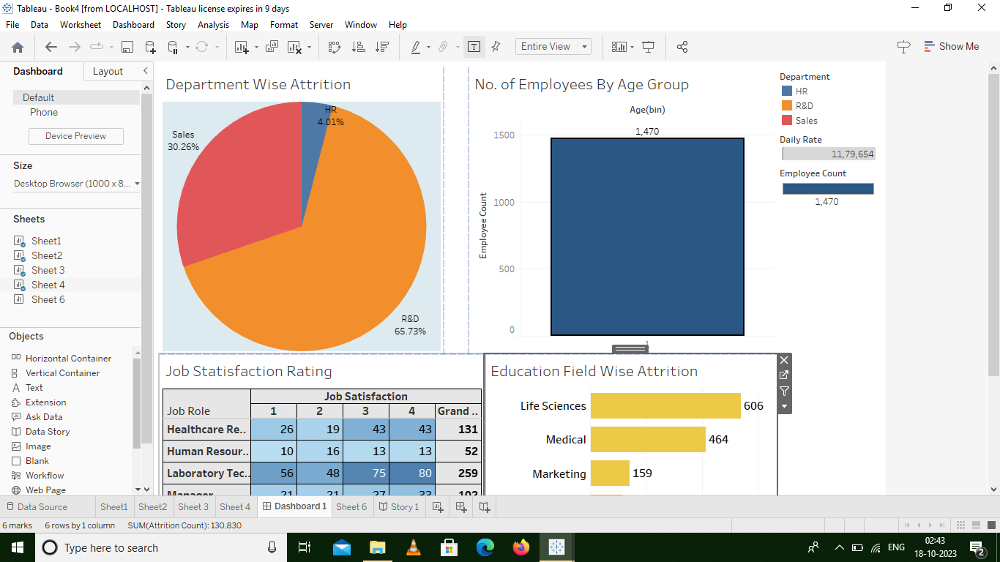 Tableau - Book4 [from LOCALHOST] - Tableau license expires in 9 days
File Data Worksheet Dashboard Story Analysis Map Format Server Window Help
Entire View
Show Me
Dashboard Layout
Default
Phone
Device Preview
Size
Desktop Browser (1000 x 8...
Sheets
Sheet1
Sheet2
Sheet 3
Sheet 4
Sheet 6
Objects
Horizontal Container
Vertical Container
Text
Extension
Ask Data
Data Story
Image
Blank
Workflow
Web Page
Department Wise Attrition
HR
4.01%
Sales
30.26%
R&D
65.73%
No. of Employees By Age Group
Age(bin)
1,470
1500
1000
500
0
Employee Count
1
Department
HR
R&D
Sales
Daily Rate
11,79,654
Employee Count
1,470
Job Statisfaction Rating
Job Satisfaction
Job Role 1 2 3 4 Grand ..
Healthcare Re.. 26 19 43 43 131
Human Resour.. 10 16 13 13 52
Laboratory Tec.. 56 48 75 80 259
Manager 21 21 27 33 102
Education Field Wise Attrition
Life Sciences 606
Medical 464
Marketing 159
Data Source Sheet1 Sheet2 Sheet 3 Sheet 4 Dashboard 1 Sheet 6 Story 1
6 marks 6 rows by 1 column SUM(Attrition Count): 130,830
Type here to search
ENG
02:43
18-10-2023
2